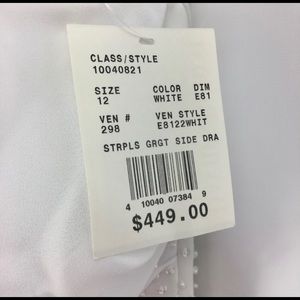 CLASS/STYLE
10040821
SIZE COLOR DIM
12 WHITE E81
VEN # VEN STYLE
298 E8122WHIT
STRPLS GRGT SIDE DRA
4 10040 07384 9
$449.00